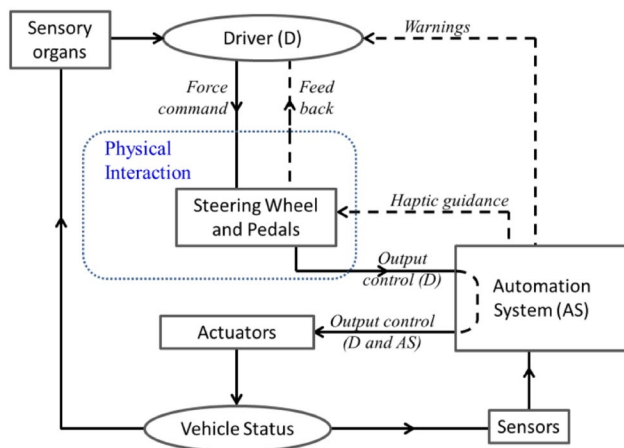 Sensory
organs
Driver (D)
Warnings
Force
command
Feed
back
Physical
Interaction
Haptic guidance
Steering Wheel
and Pedals
Output
control (D)
Automation
System (AS)
Actuators
Output control
(D and AS)
Vehicle Status
Sensors